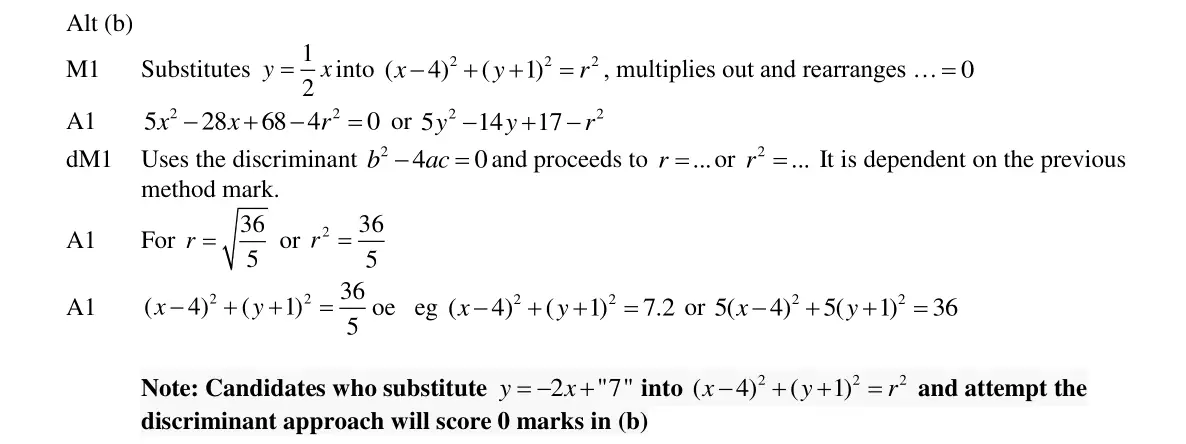 Alt (b)
M1 Substitutes y = 1/2 x into (x−4)² + (y+1)² = r², multiplies out and rearranges … = 0
A1 5x² − 28x + 68 − 4r² = 0 or 5y² − 14y + 17 − r²
dM1 Uses the discriminant b² − 4ac = 0 and proceeds to r = ... or r² = ... It is dependent on the previous
method mark.
A1 For r = √(36/5) or r² = 36/5
A1 (x−4)² + (y+1)² = 36/5 oe eg (x−4)² + (y+1)² = 7.2 or 5(x−4)² + 5(y+1)² = 36
Note: Candidates who substitute y = −2x + "7" into (x−4)² + (y+1)² = r² and attempt the
discriminant approach will score 0 marks in (b)